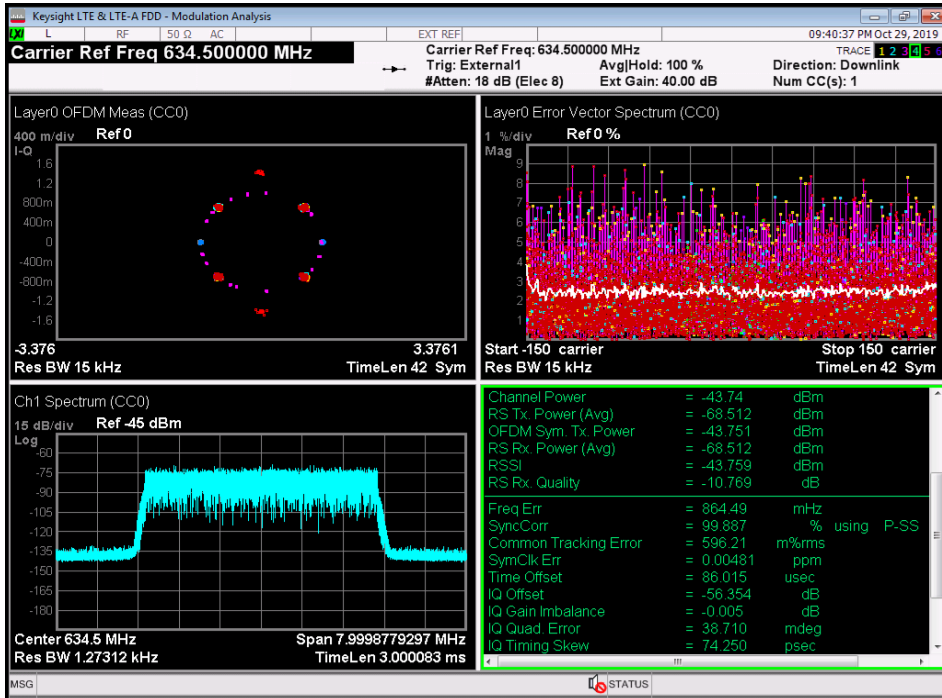 Keysight LTE & LTE-A FDD - Modulation Analysis
LXI L RF 50 Ω AC EXT REF 09:40:37 PM Oct 29, 2019
Carrier Ref Freq 634.500000 MHz
Carrier Ref Freq: 634.500000 MHz
TRACE 1 2 3 4 5 6
Trig: External1 Avg|Hold: 100 % Direction: Downlink
#Atten: 18 dB (Elec 8) Ext Gain: 40.00 dB Num CC(s): 1
Layer0 OFDM Meas (CC0)
400 m/div Ref 0
I-Q
1.6
1.2
800m
400m
0
-400m
-800m
-1.2
-1.6
-3.376 3.3761
Res BW 15 kHz TimeLen 42 Sym
Layer0 Error Vector Spectrum (CC0)
1 %/div Ref 0 %
Mag
9
8
7
6
5
4
3
2
1
Start -150 carrier Stop 150 carrier
Res BW 15 kHz TimeLen 42 Sym
Ch1 Spectrum (CC0)
15 dB/div Ref -45 dBm
Log
-60
-75
-90
-105
-120
-135
-150
-165
-180
Center 634.5 MHz Span 7.9998779297 MHz
Res BW 1.27312 kHz TimeLen 3.000083 ms
Channel Power = -43.74 dBm
RS Tx. Power (Avg) = -68.512 dBm
OFDM Sym. Tx. Power = -43.751 dBm
RS Rx. Power (Avg) = -68.512 dBm
RSSI = -43.759 dBm
RS Rx. Quality = -10.769 dB
Freq Err = 864.49 mHz
SyncCorr = 99.887 % using P-SS
Common Tracking Error = 596.21 m%rms
SymClk Err = 0.00481 ppm
Time Offset = 86.015 usec
IQ Offset = -56.354 dB
IQ Gain Imbalance = -0.005 dB
IQ Quad. Error = 38.710 mdeg
IQ Timing Skew = 74.250 psec
MSG STATUS